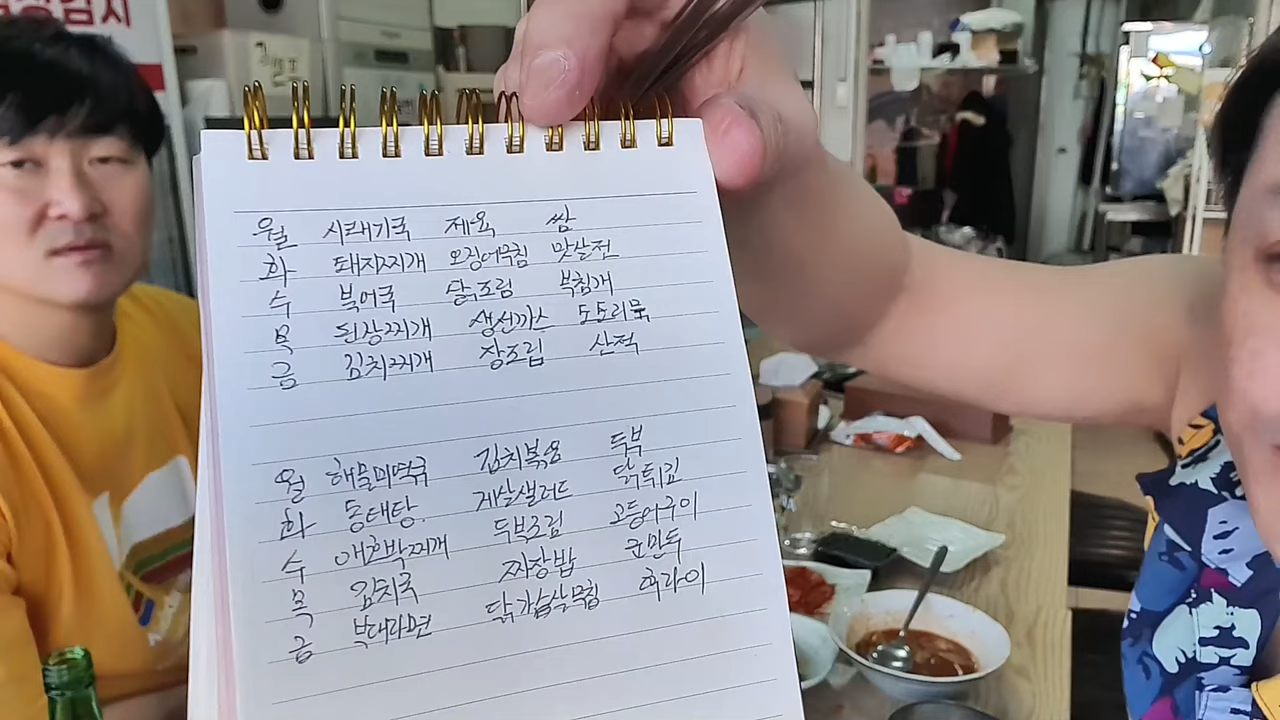 김치
월 시래기국 제육 쌈
화 돼지찌개 오징어무침 맛살전
수 북어국 닭조림 부침개
목 된장찌개 생선까스 도토리묵
금 김치찌개 장조림 산적
월 해물미역국 김치볶음 두부
화 동태탕. 게살샐러드 닭튀김
수 애호박찌개 두부조림 고등어구이
목 김치국 짜장밥 군만두
금 부대라면 닭가슴살무침 후라이